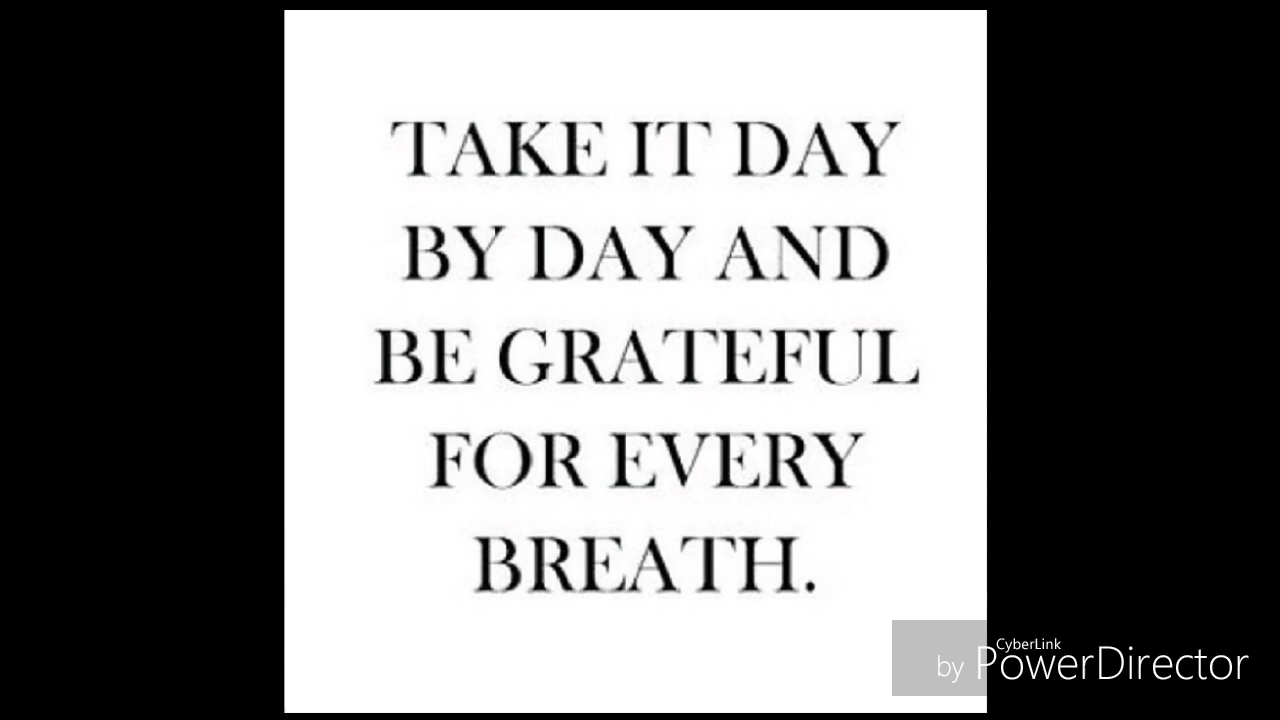 TAKE IT DAY
BY DAY AND
BE GRATEFUL
FOR EVERY
BREATH.
CyberLink
by PowerDirector